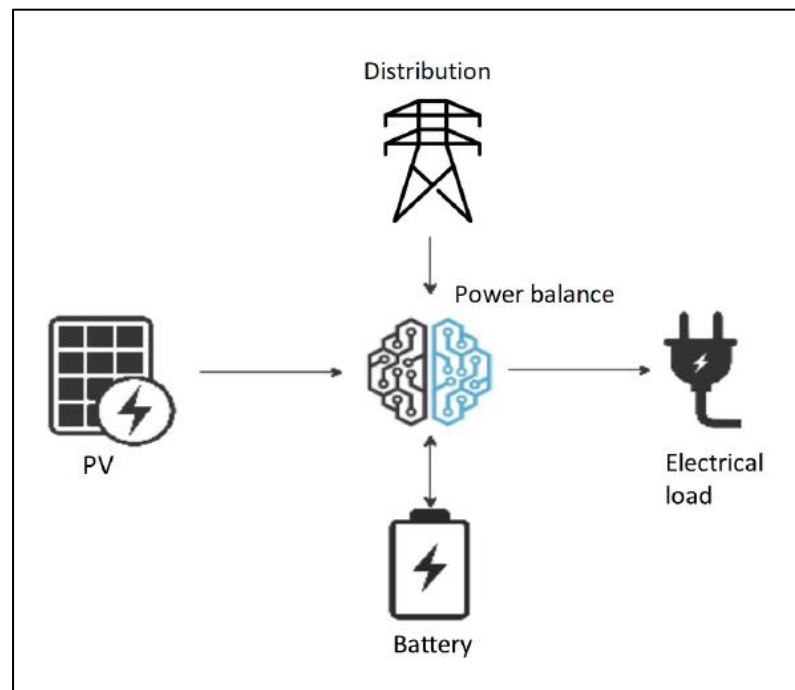 Distribution
Power balance
PV
Electrical
load
Battery